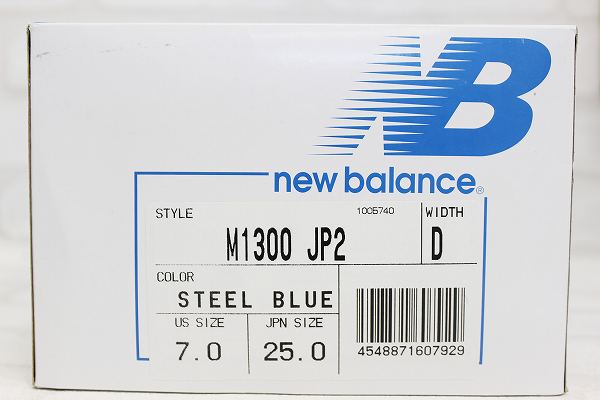 NB
new balance®
STYLE 1005740 WIDTH
M1300 JP2 D
COLOR
STEEL BLUE
US SIZE JPN SIZE
7.0 25.0
4548871607929